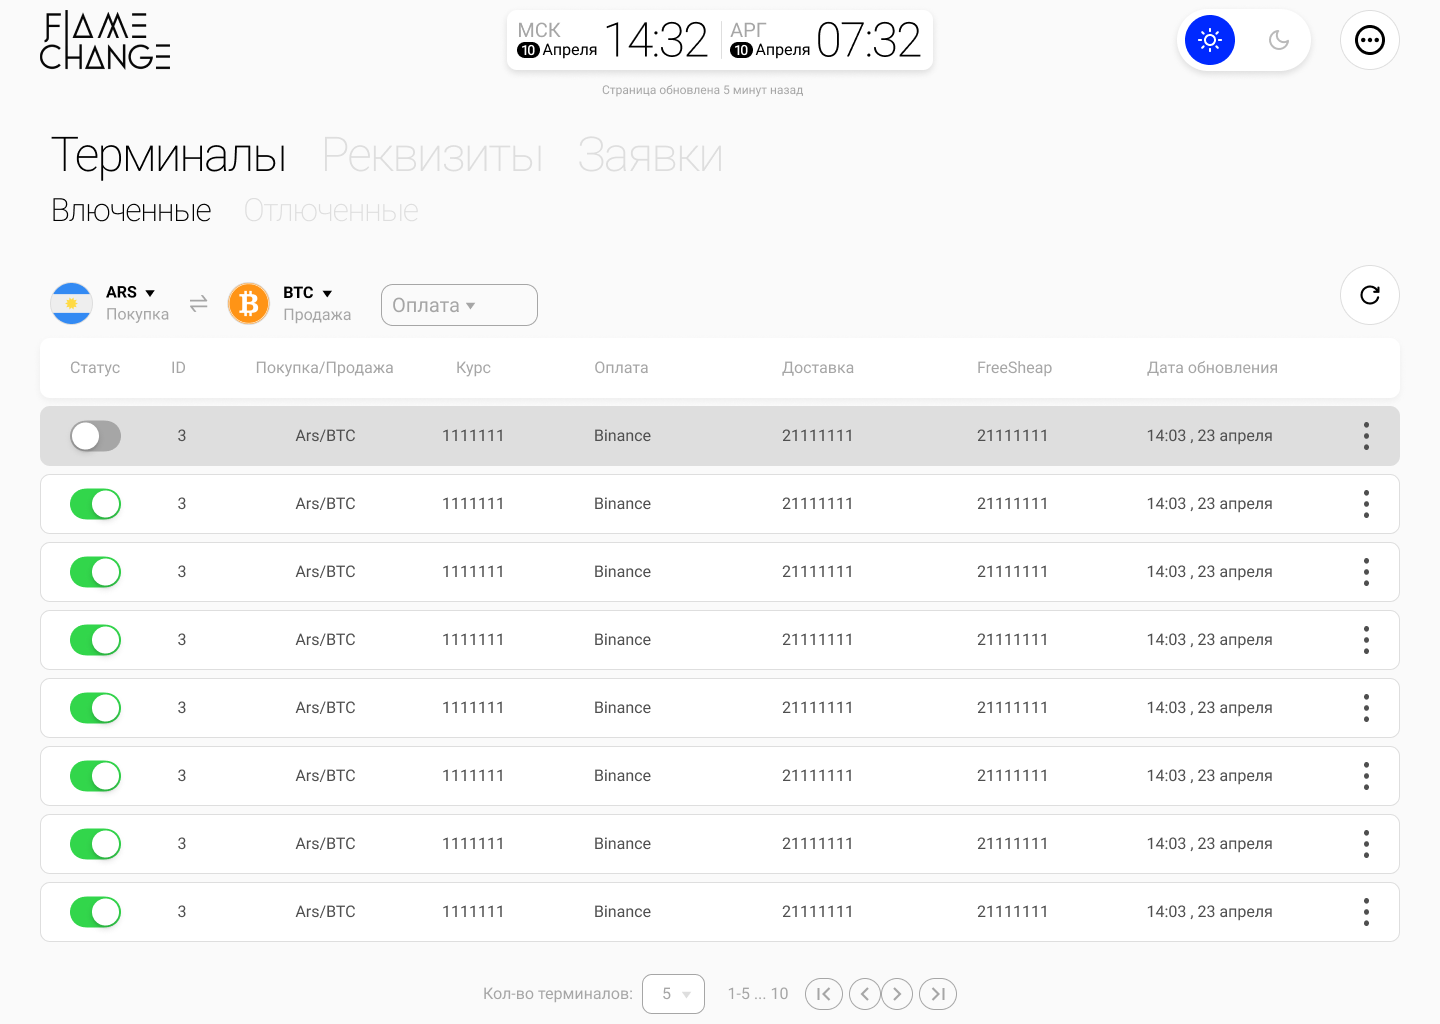 FLAME
CHANGE
МСК 14:32 АРГ 07:32
10 Апреля 10 Апреля
Страница обновлена 5 минут назад
Терминалы Реквизиты Заявки
Влюченные Отлюченные
ARS BTC
Покупка Продажа
Оплата
Статус ID Покупка/Продажа Курс Оплата Доставка FreeSheap Дата обновления
3 Ars/BTC 1111111 Binance 21111111 21111111 14:03 , 23 апреля
3 Ars/BTC 1111111 Binance 21111111 21111111 14:03 , 23 апреля
3 Ars/BTC 1111111 Binance 21111111 21111111 14:03 , 23 апреля
3 Ars/BTC 1111111 Binance 21111111 21111111 14:03 , 23 апреля
3 Ars/BTC 1111111 Binance 21111111 21111111 14:03 , 23 апреля
3 Ars/BTC 1111111 Binance 21111111 21111111 14:03 , 23 апреля
3 Ars/BTC 1111111 Binance 21111111 21111111 14:03 , 23 апреля
3 Ars/BTC 1111111 Binance 21111111 21111111 14:03 , 23 апреля
Кол-во терминалов: 5 1-5 ... 10